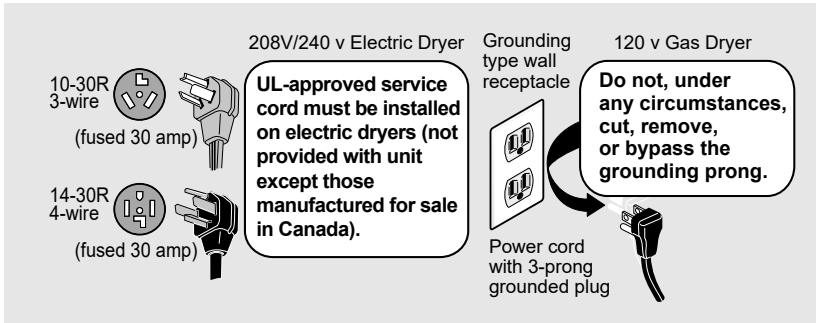 208V/240 v Electric Dryer
10-30R
3-wire
(fused 30 amp)
14-30R
4-wire
(fused 30 amp)
UL-approved service
cord must be installed
on electric dryers (not
provided with unit
except those
manufactured for sale
in Canada).
Grounding
type wall
receptacle
120 v Gas Dryer
Do not, under
any circumstances,
cut, remove,
or bypass the
grounding prong.
Power cord
with 3-prong
grounded plug